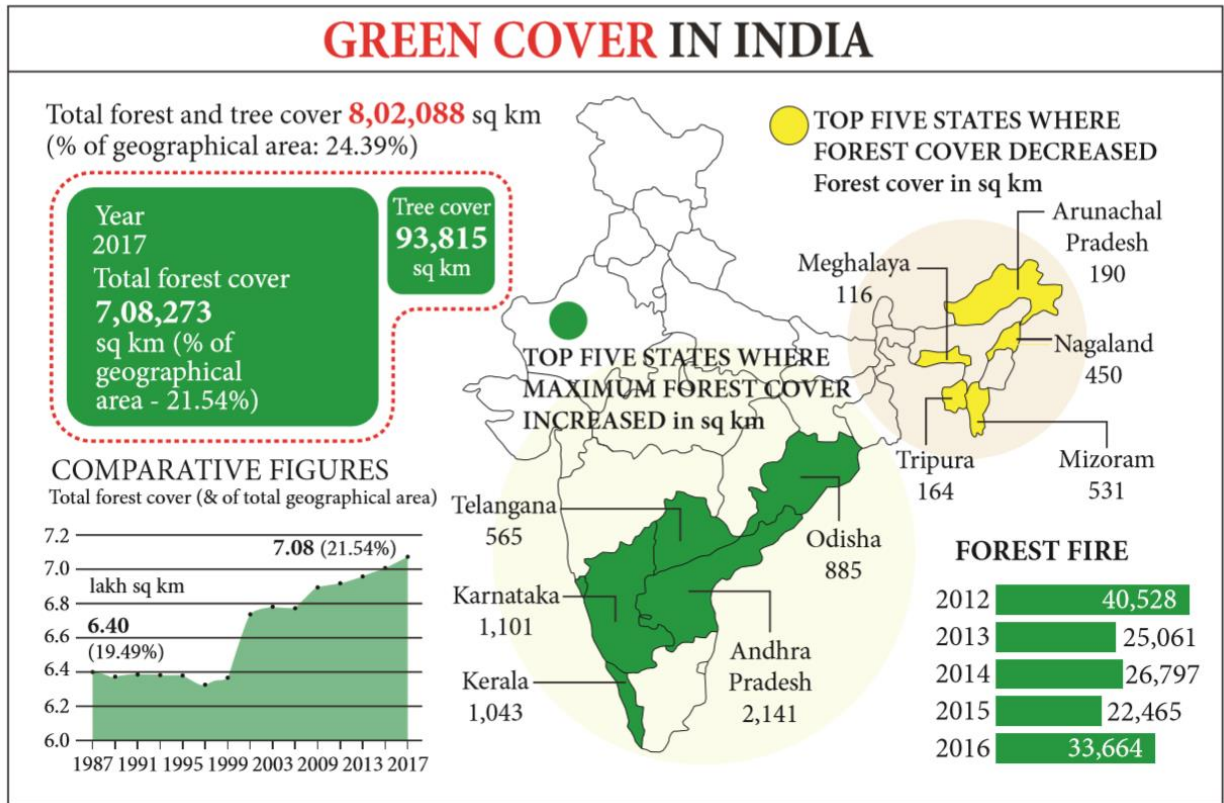 GREEN COVER IN INDIA
Total forest and tree cover 8,02,088 sq km
(% of geographical area: 24.39%)
Year
2017
Total forest cover
7,08,273
sq km (% of
geographical
area - 21.54%)
Tree cover
93,815
sq km
TOP FIVE STATES WHERE
FOREST COVER DECREASED
Forest cover in sq km
Arunachal
Pradesh
190
Meghalaya
116
Nagaland
450
Tripura
164
Mizoram
531
TOP FIVE STATES WHERE
MAXIMUM FOREST COVER
INCREASED in sq km
Telangana
565
Odisha
885
Karnataka
1,101
Andhra
Pradesh
2,141
Kerala
1,043
COMPARATIVE FIGURES
Total forest cover (& of total geographical area)
7.2
7.0
6.8
6.6
6.4
6.2
6.0
lakh sq km
7.08 (21.54%)
6.40
(19.49%)
1987 1991 1995 1999 2003 2009 2013 2017
FOREST FIRE
2012 40,528
2013 25,061
2014 26,797
2015 22,465
2016 33,664